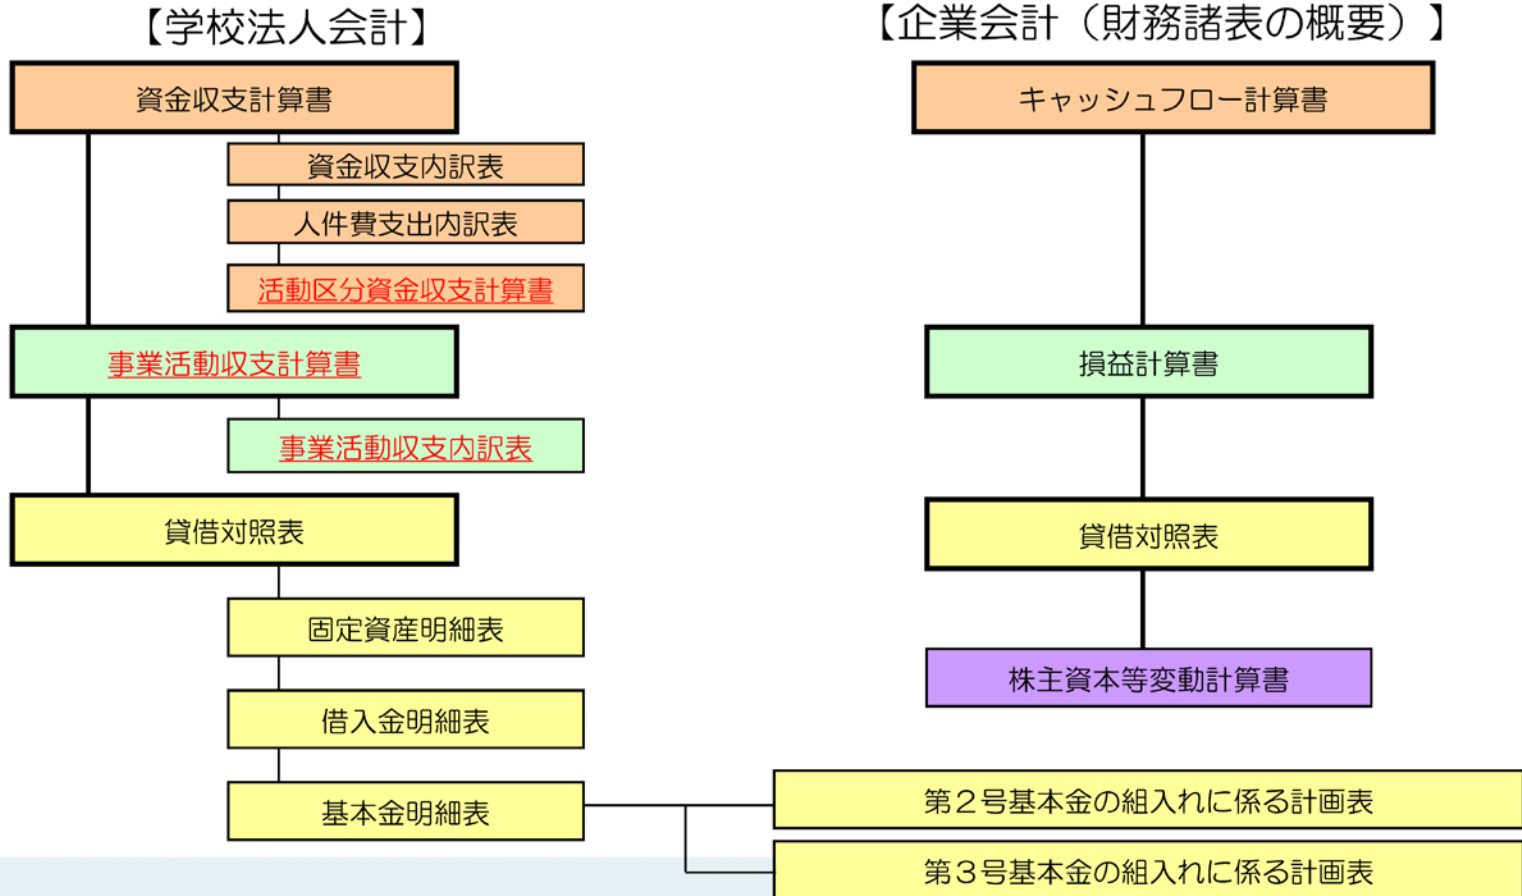 【学校法人会計】
資金収支計算書
資金収支内訳表
人件費支出内訳表
活動区分資金収支計算書
事業活動収支計算書
事業活動収支内訳表
貸借対照表
固定資産明細表
借入金明細表
基本金明細表
第２号基本金の組入れに係る計画表
第３号基本金の組入れに係る計画表
【企業会計（財務諸表の概要）】
キャッシュフロー計算書
損益計算書
貸借対照表
株主資本等変動計算書